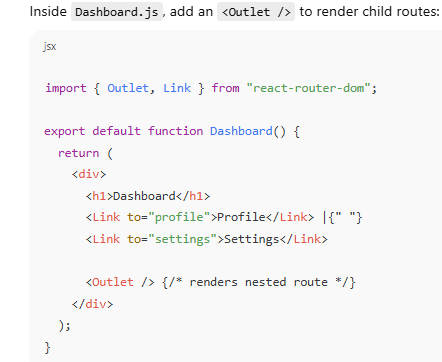 Inside Dashboard.js, add an <Outlet /> to render child routes:
jsx
import { Outlet, Link } from "react-router-dom";
export default function Dashboard() {
  return (
    <div>
      <h1>Dashboard</h1>
      <Link to="profile">Profile</Link> |{" "}
      <Link to="settings">Settings</Link>
      <Outlet /> {/* renders nested route */}
    </div>
  );
}